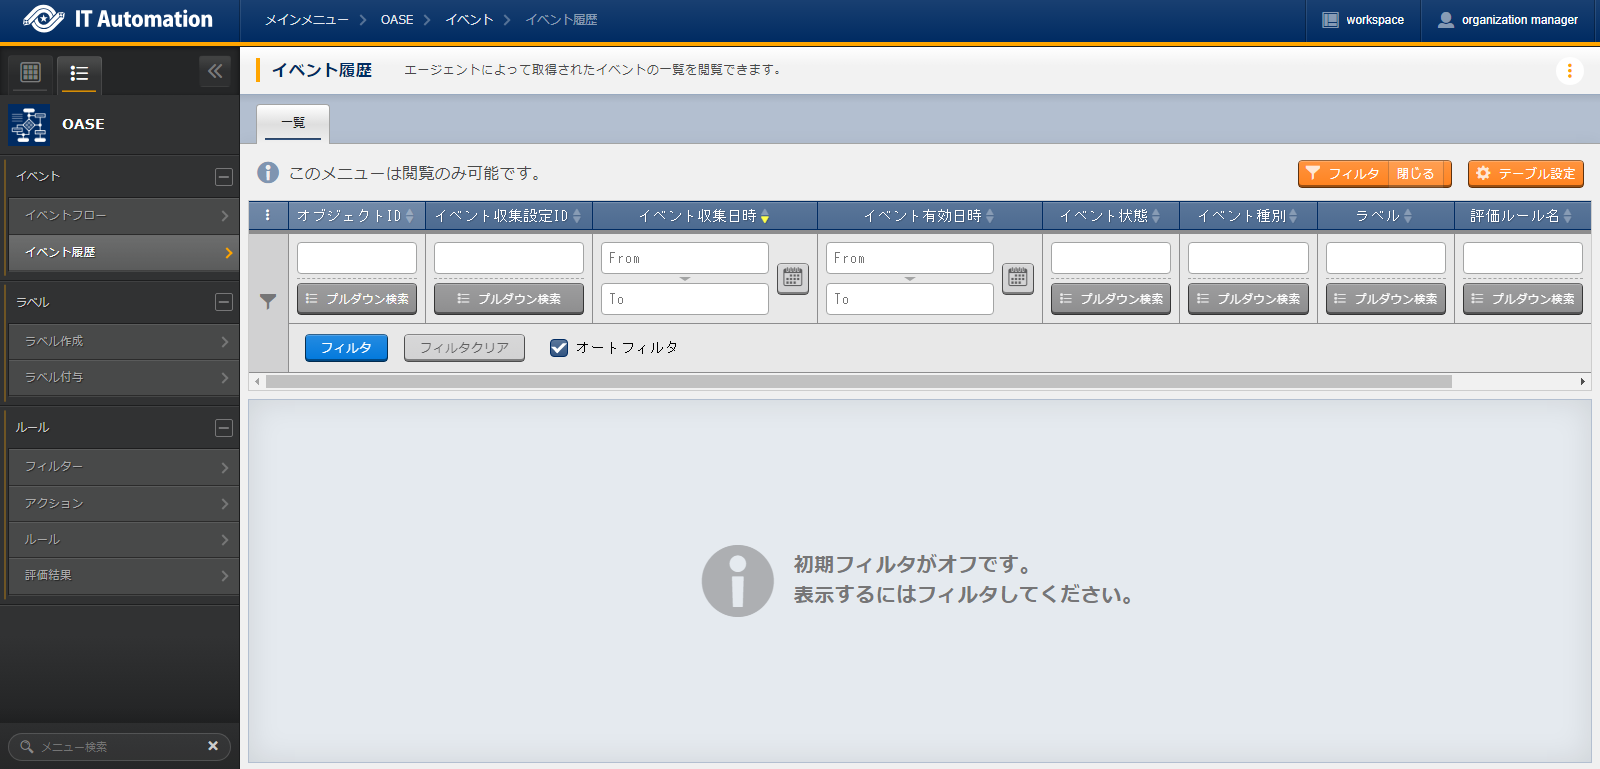 IT Automation
メインメニュー > OASE > イベント > イベント履歴
workspace
organization manager
OASE
イベント
イベントフロー
イベント履歴
ラベル
ラベル作成
ラベル付与
ルール
フィルター
アクション
ルール
評価結果
メニュー検索
イベント履歴
エージェントによって取得されたイベントの一覧を閲覧できます。
一覧
このメニューは閲覧のみ可能です。
フィルタ 閉じる
テーブル設定
オブジェクトID イベント収集設定ID イベント収集日時 イベント有効日時 イベント状態 イベント種別 ラベル 評価ルール名
From From
To To
プルダウン検索 プルダウン検索 プルダウン検索 プルダウン検索 プルダウン検索 プルダウン検索
フィルタ フィルタクリア オートフィルタ
初期フィルタがオフです。
表示するにはフィルタしてください。